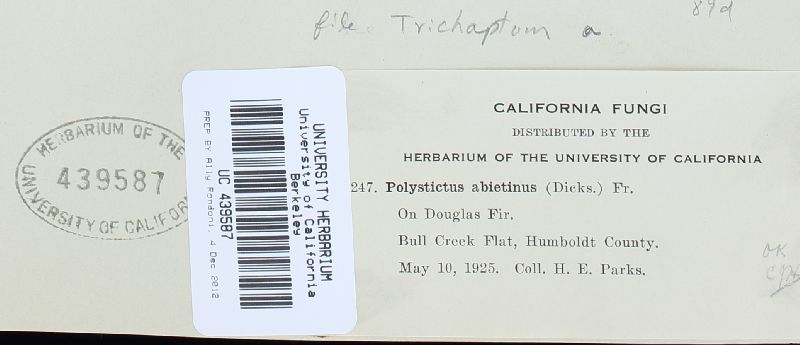 89d
file Trichaptum a.
HERBARIUM OF THE
439587
UNIVERSITY OF CALIFOR
UNIVERSITY HERBARIUM
University of California
Berkeley
UC 439587
PREP BY Ally Rondoni, 4 Dec 2012
CALIFORNIA FUNGI
DISTRIBUTED BY THE
HERBARIUM OF THE UNIVERSITY OF CALIFORNIA
247. Polystictus abietinus (Dicks.) Fr.
On Douglas Fir.
Bull Creek Flat, Humboldt County.
May 10, 1925. Coll. H. E. Parks.
OK